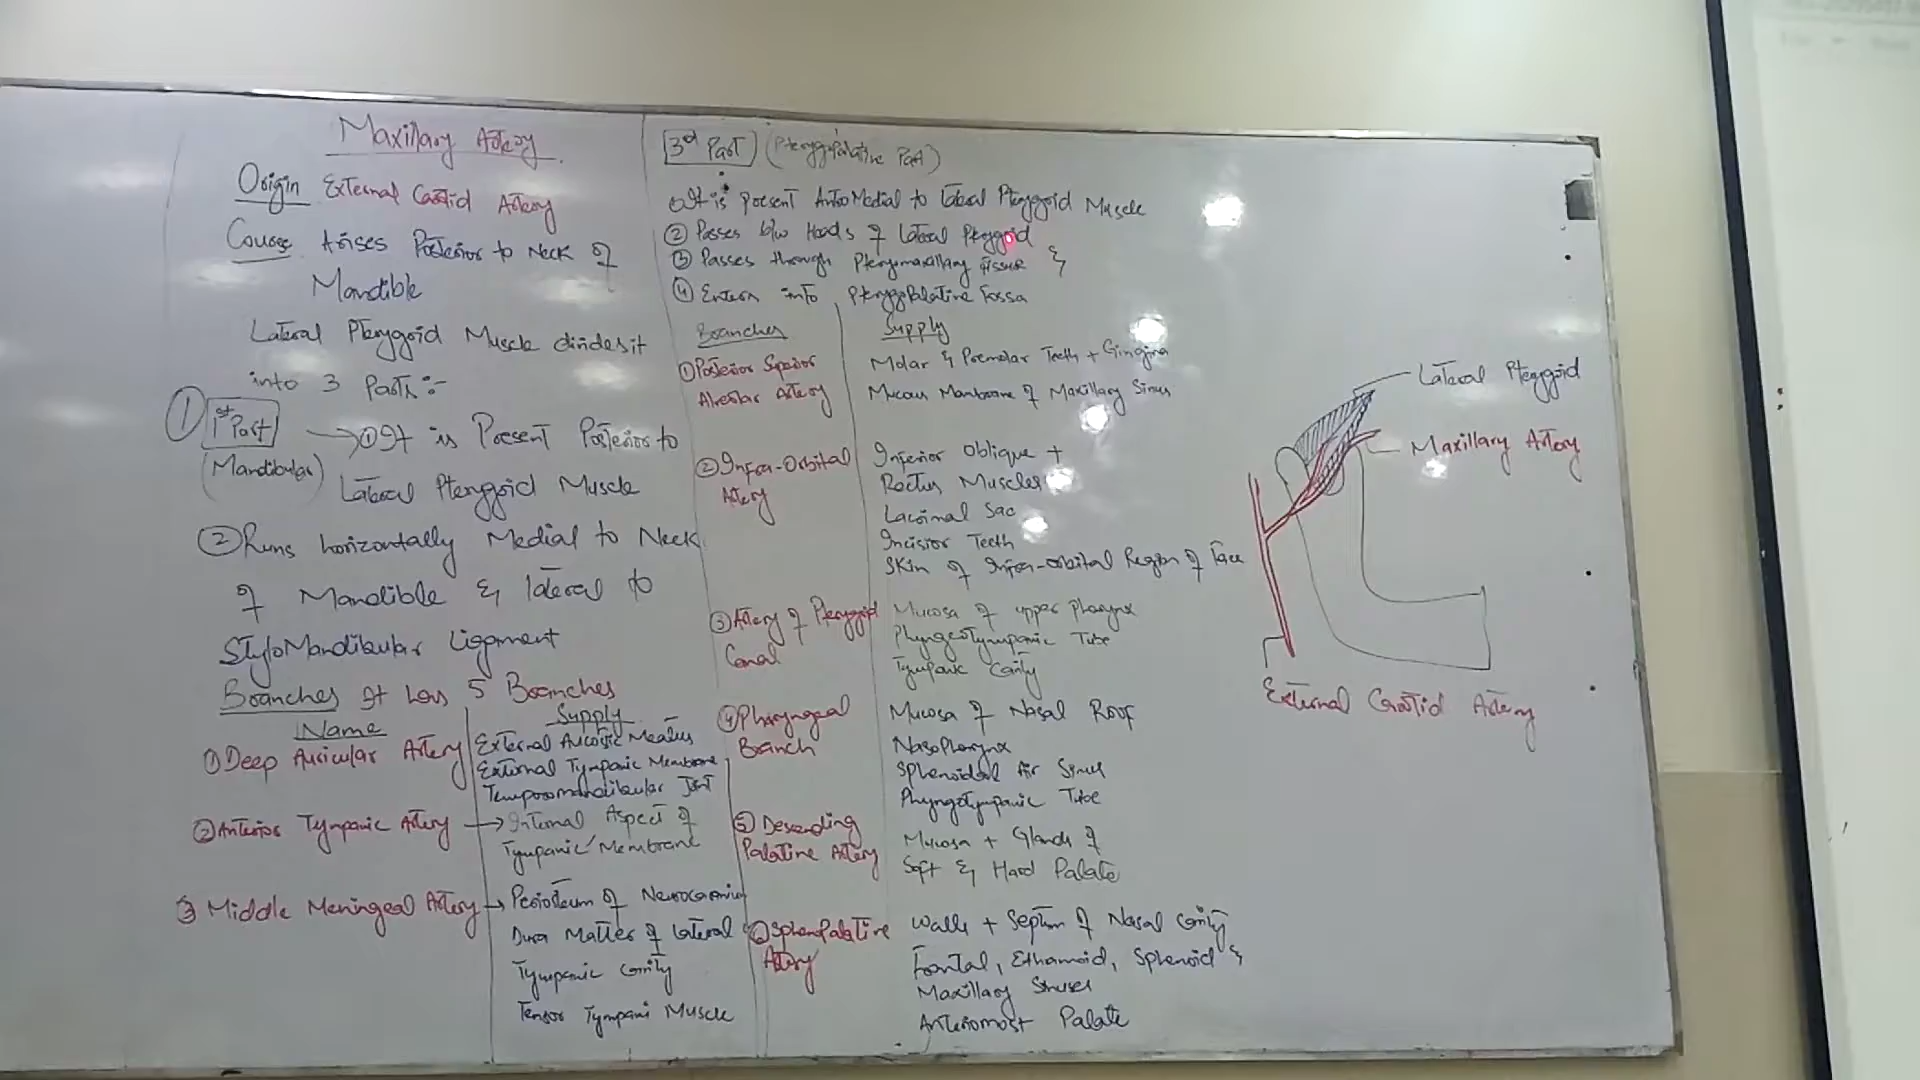 Maxillary Artery
Origin External Carotid Artery
Course Arises Posterior to Neck of
Mandible
Lateral Pterygoid Muscle divides it
into 3 Parts :-
① 1st Part → ① It is Present Posterior to
(Mandibular) Lateral Pterygoid Muscle
② Runs horizontally Medial to Neck
of Mandible & lateral to
StyloMandibular Ligament
Branches It has 5 Branches
Name Supply
① Deep Auricular Artery External Aucostic Meatus
External Tympanic Membrane
Temporomandibular Joint
② Anterior Tympanic Artery → Internal Aspect of
Tympanic Membrane
③ Middle Meningeal Artery → Periosteum of Neurocranium
Dura Matter of lateral
Tympanic Cavity
Tensor Tympani Muscle
3rd Part (Pterygopalatine Part)
① It is present AntroMedial to Lateral Pterygoid Muscle
② Passes b/w Heads of Lateral Pterygoid
③ Passes through Pterygomaxillary fissure &
④ Enters into PterygoPalatine Fossa
Branches Supply
① Posterior Superior Molar & Premolar Teeth + Gingiva
Alveolar Artery Mucous Membrane of Maxillary Sinus
② Infra-Orbital Inferior Oblique +
Artery Rectus Muscles
Lacrimal Sac
Incisior Teeth
Skin of Infra-orbital Region of Face
③ Artery of Pterygoid Mucosa of upper pharynx
Canal Phyngeotympanic Tube
Tympanic Cavity
④ Pharyngeal Mucosa of Nasal Roof
Branch Nasopharynx
Sphenoidal Air Sinus
Phyngotympanic Tube
⑤ Descending Mucosa + Glands of
Palatine Artery Soft & Hard Palate
⑥ SphenoPalatine Walls + Septum of Nasal Cavity
Artery Frontal, Ethamoid, Sphenoid &
Maxillary Sinuses
Anteriomost Palate
Lateral Pterygoid
Maxillary Artery
External Carotid Artery